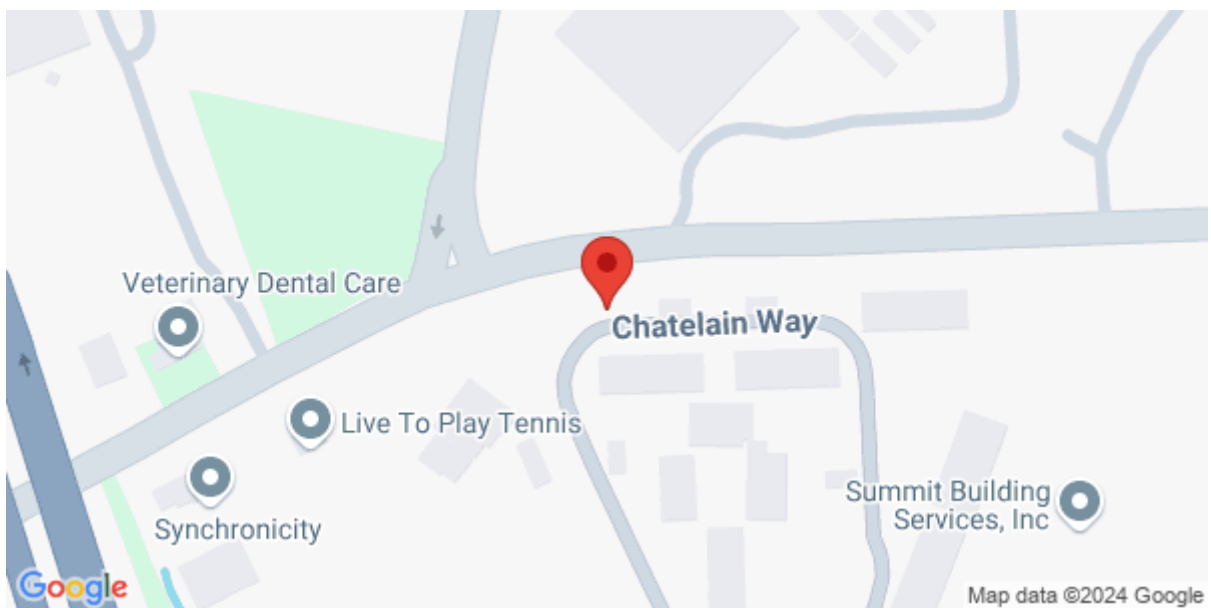 Veterinary Dental Care
Chatelain Way
Live To Play Tennis
Summit Building
Services, Inc
Synchronicity
Google
Map data ©2024 Google